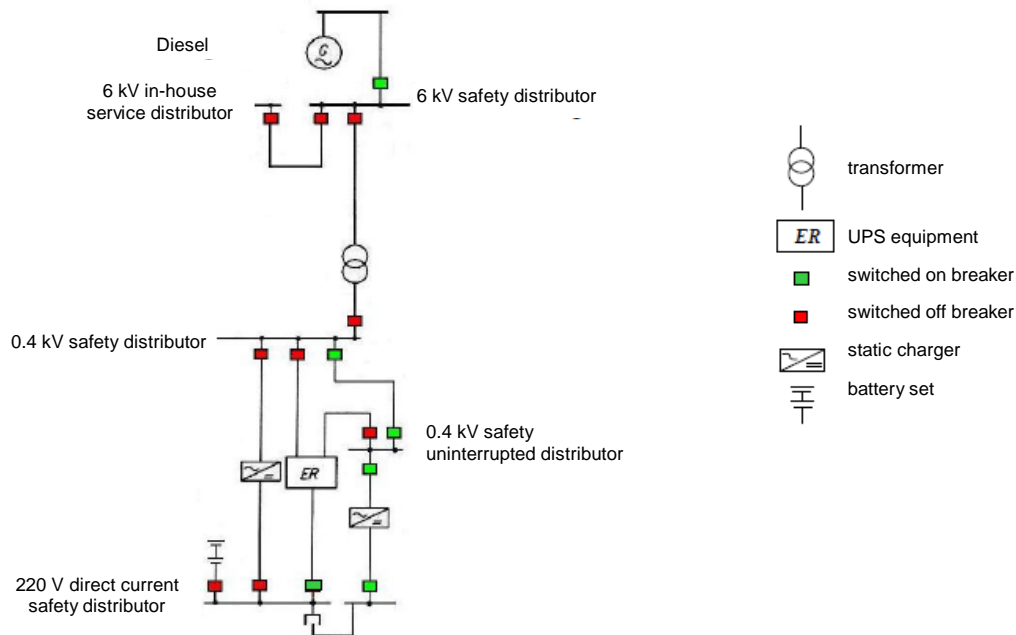 Diesel
G
6 kV in-house
service distributor
6 kV safety distributor
transformer
ER
UPS equipment
switched on breaker
switched off breaker
static charger
battery set
0.4 kV safety distributor
0.4 kV safety
uninterrupted distributor
ER
220 V direct current
safety distributor